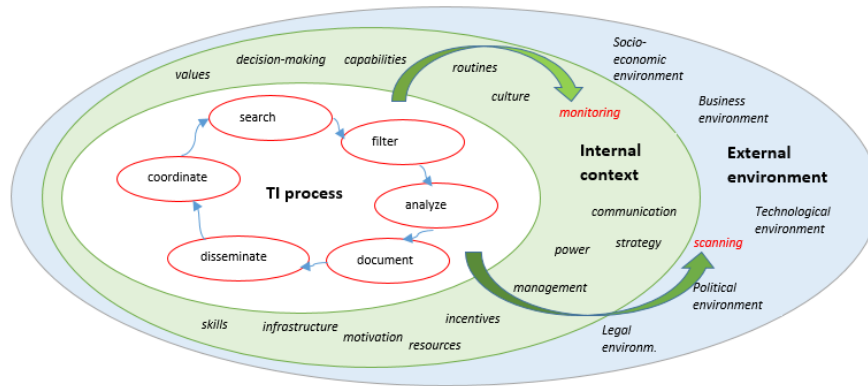 Socio-
economic
environment
values
decision-making
capabilities
routines
culture
monitoring
Business
environment
search
filter
coordinate
TI process
analyze
disseminate
document
Internal
context
External
environment
communication
power
strategy
scanning
Technological
environment
management
Political
environment
skills
infrastructure
motivation
resources
incentives
Legal
environm.